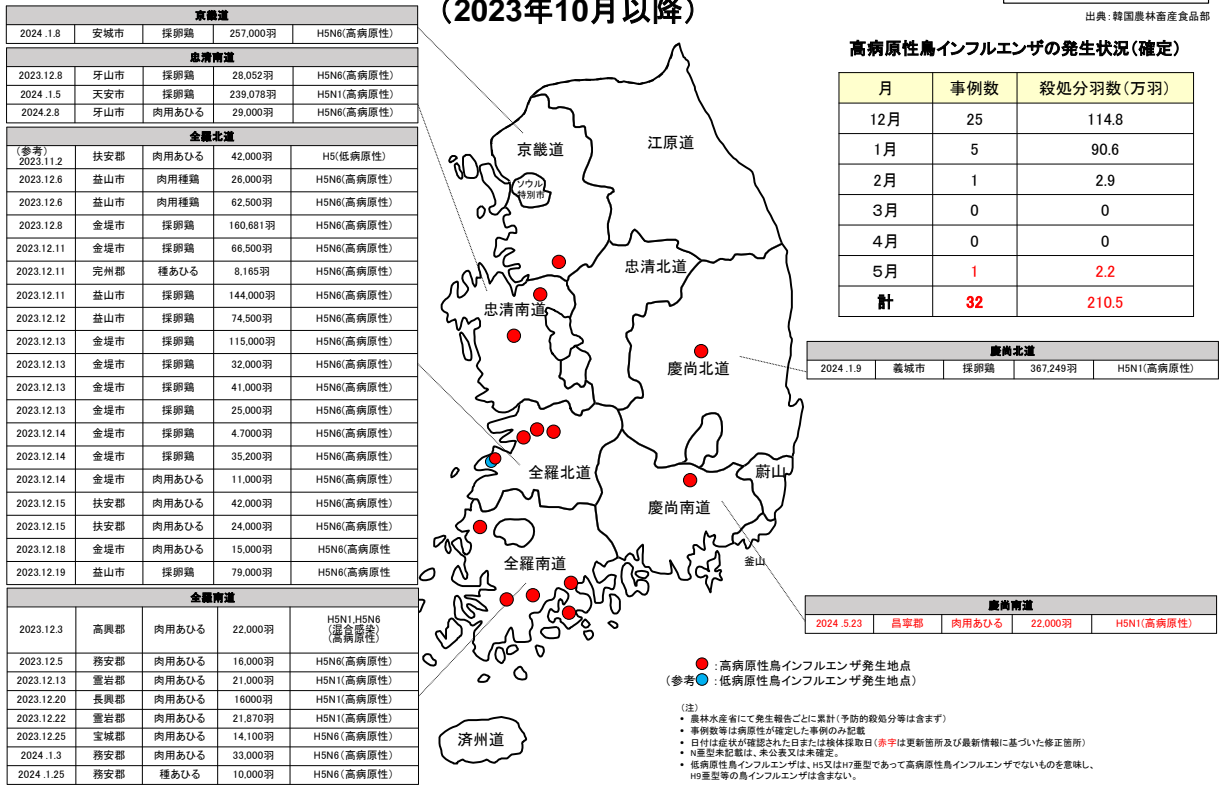 （2023年10月以降）
出典：韓国農林畜産食品部
京畿道
2024 .1.8 安城市 採卵鶏 257,000羽 H5N6(高病原性)
忠清南道
2023.12.8 牙山市 採卵鶏 28,052羽 H5N6(高病原性)
2024 .1.5 天安市 採卵鶏 239,078羽 H5N1(高病原性)
2024.2.8 牙山市 肉用あひる 29,000羽 H5N6(高病原性)
全羅北道
(参考)
2023.11.2 扶安郡 肉用あひる 42,000羽 H5(低病原性)
2023.12.6 益山市 肉用種鶏 26,000羽 H5N6(高病原性)
2023.12.6 益山市 肉用種鶏 62,500羽 H5N6(高病原性)
2023.12.8 金堤市 採卵鶏 160,681羽 H5N6(高病原性)
2023.12.11 金堤市 採卵鶏 66,500羽 H5N6(高病原性)
2023.12.11 完州郡 種あひる 8,165羽 H5N6(高病原性)
2023.12.11 益山市 採卵鶏 144,000羽 H5N6(高病原性)
2023.12.12 益山市 採卵鶏 74,500羽 H5N6(高病原性)
2023.12.13 金堤市 採卵鶏 115,000羽 H5N6(高病原性)
2023.12.13 金堤市 採卵鶏 32,000羽 H5N6(高病原性)
2023.12.13 金堤市 採卵鶏 41,000羽 H5N6(高病原性)
2023.12.13 金堤市 採卵鶏 25,000羽 H5N6(高病原性)
2023.12.14 金堤市 採卵鶏 4.7000羽 H5N6(高病原性)
2023.12.14 金堤市 採卵鶏 35,200羽 H5N6(高病原性)
2023.12.14 金堤市 肉用あひる 11,000羽 H5N6(高病原性)
2023.12.15 扶安郡 肉用あひる 42,000羽 H5N6(高病原性)
2023.12.15 扶安郡 肉用あひる 24,000羽 H5N6(高病原性)
2023.12.18 金堤市 肉用あひる 15,000羽 H5N6(高病原性
2023.12.19 益山市 採卵鶏 79,000羽 H5N6(高病原性
全羅南道
2023.12.3 高興郡 肉用あひる 22,000羽 H5N1,H5N6
(混合感染)
(高病原性)
2023.12.5 務安郡 肉用あひる 16,000羽 H5N6(高病原性)
2023.12.13 霊岩郡 肉用あひる 21,000羽 H5N1(高病原性)
2023.12.20 長興郡 肉用あひる 16000羽 H5N1(高病原性)
2023.12.22 霊岩郡 肉用あひる 21,870羽 H5N1(高病原性)
2023.12.25 宝城郡 肉用あひる 14,100羽 H5N6(高病原性)
2024 .1.3 務安郡 肉用あひる 33,000羽 H5N6(高病原性)
2024 .1.25 務安郡 種あひる 10,000羽 H5N6(高病原性)
京畿道
江原道
ソウル
特別市
忠清北道
忠清南道
慶尚北道
全羅北道
蔚山
慶尚南道
釜山
全羅南道
済州道
高病原性鳥インフルエンザの発生状況（確定）
月 事例数 殺処分羽数（万羽）
12月 25 114.8
1月 5 90.6
2月 1 2.9
3月 0 0
4月 0 0
5月 1 2.2
計 32 210.5
慶尚北道
2024 .1.9 義城市 採卵鶏 367,249羽 H5N1(高病原性)
慶尚南道
2024 .5.23 昌寧郡 肉用あひる 22,000羽 H5N1(高病原性)
：高病原性鳥インフルエンザ発生地点
（参考 ：低病原性鳥インフルエンザ発生地点）
（注）
• 農林水産省にて発生報告ごとに累計（予防的殺処分等は含まず）
• 事例数等は病原性が確定した事例のみ記載
• 日付は症状が確認された日または検体採取日（赤字は更新箇所及び最新情報に基づいた修正箇所）
• N亜型未記載は、未公表又は未確定。
• 低病原性鳥インフルエンザは、H5又はH7亜型であって高病原性鳥インフルエンザでないものを意味し、
H9亜型等の鳥インフルエンザは含まない。